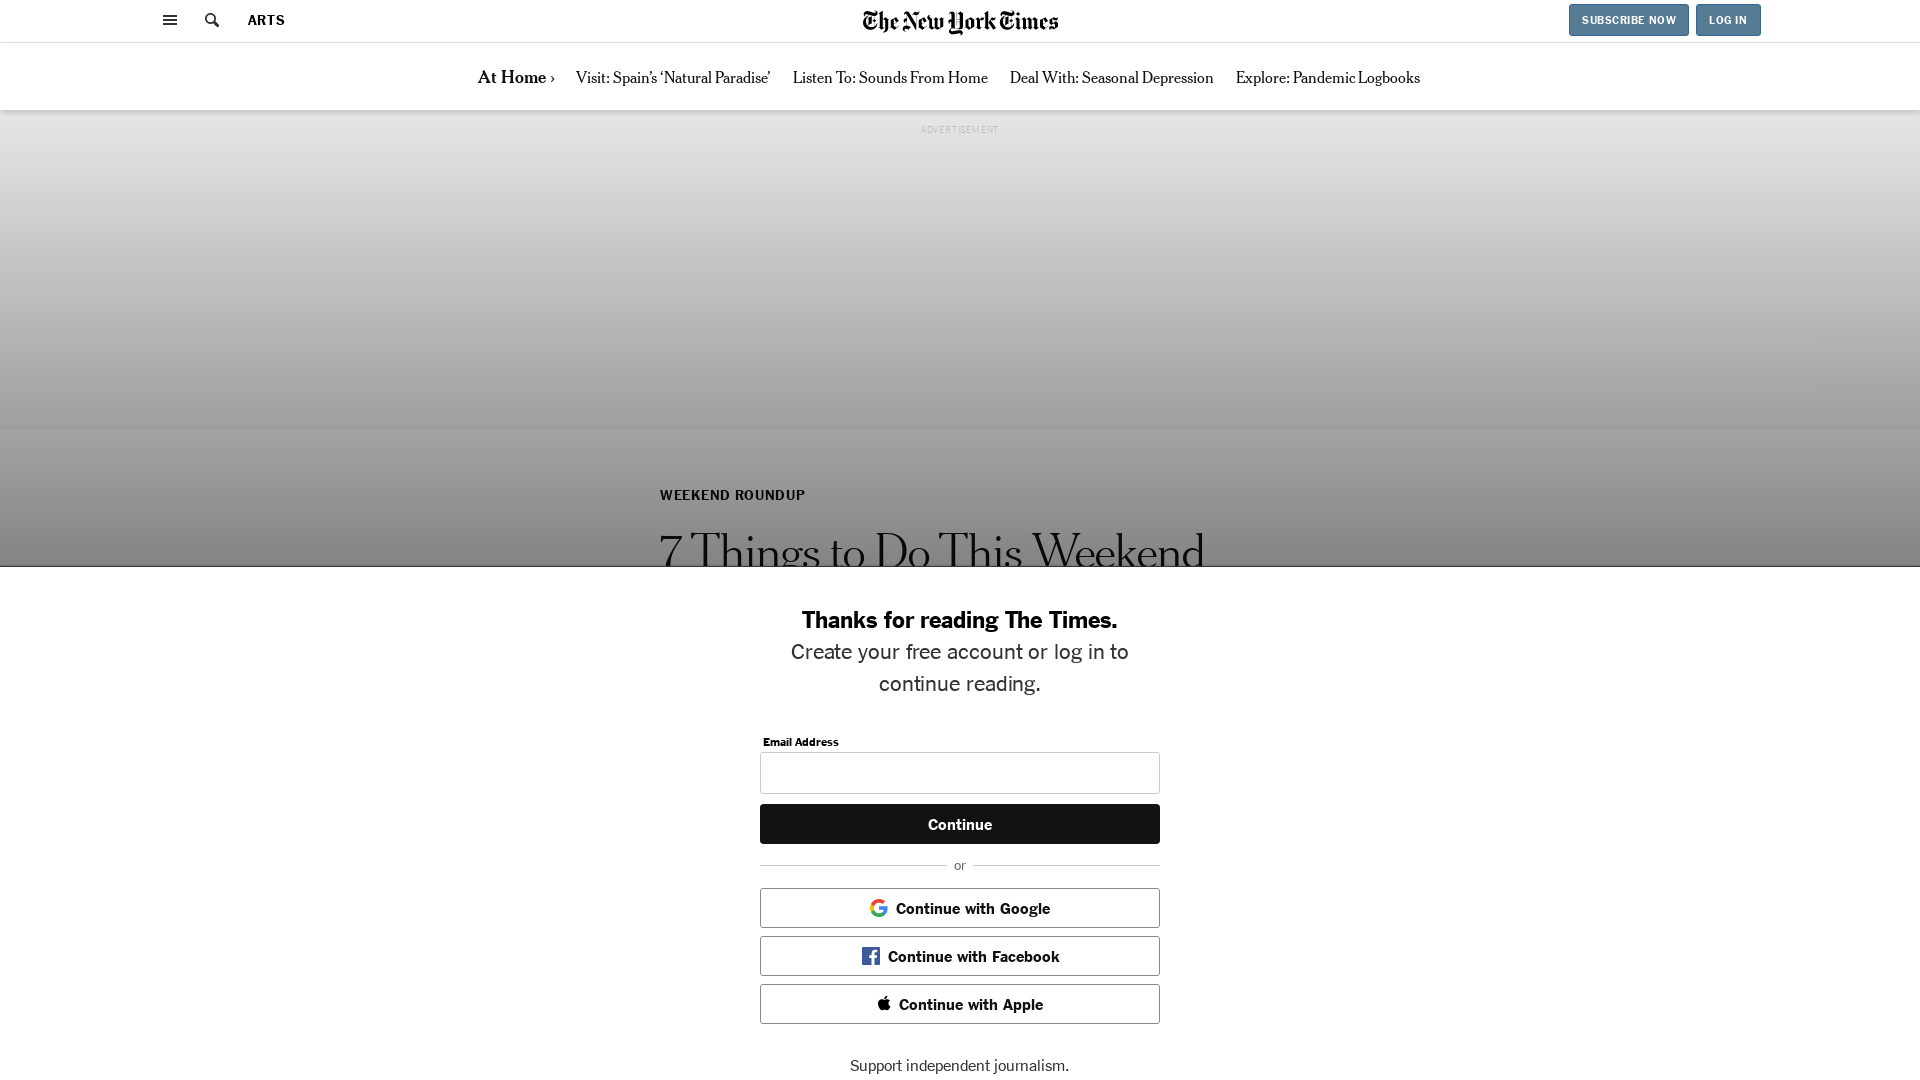 ARTS
The New York Times
SUBSCRIBE NOW
LOG IN
At Home ›
Visit: Spain’s ‘Natural Paradise’
Listen To: Sounds From Home
Deal With: Seasonal Depression
Explore: Pandemic Logbooks
ADVERTISEMENT
WEEKEND ROUNDUP
7 Things to Do This Weekend
Thanks for reading The Times.
Create your free account or log in to
continue reading.
Email Address
Continue
or
Continue with Google
Continue with Facebook
Continue with Apple
Support independent journalism.